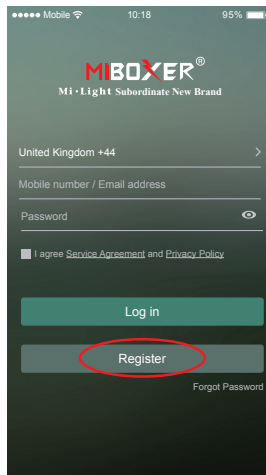 Mobile 10:18 95%
MIBOXER®
Mi·Light Subordinate New Brand
United Kingdom +44
Mobile number / Email address
Password
I agree Service Agreement and Privacy Policy
Log in
Register
Forgot Password